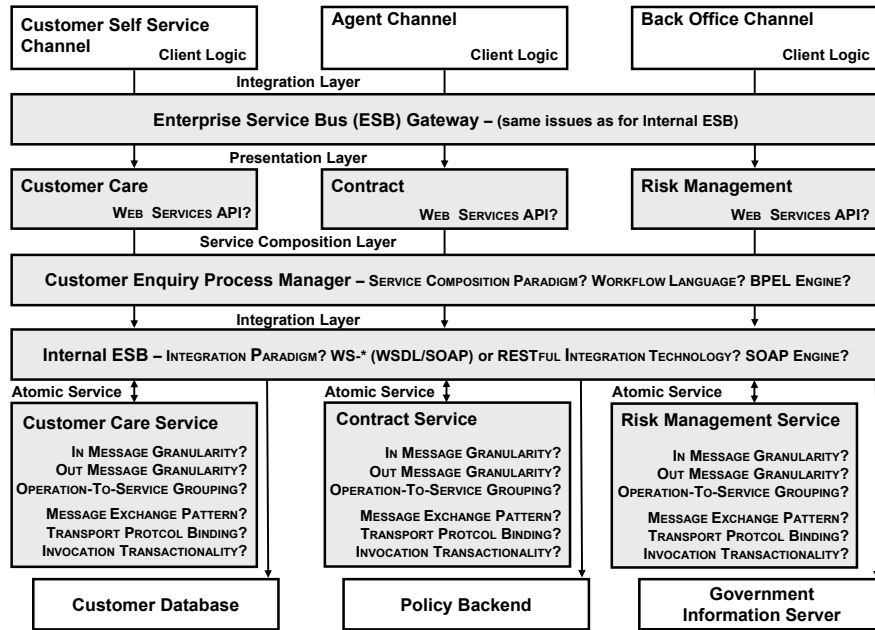 Customer Self Service
Channel
Client Logic
Agent Channel
Client Logic
Back Office Channel
Client Logic
Integration Layer
Enterprise Service Bus (ESB) Gateway – (same issues as for Internal ESB)
Presentation Layer
Customer Care
Web Services API?
Contract
Web Services API?
Risk Management
Web Services API?
Service Composition Layer
Customer Enquiry Process Manager – Service Composition Paradigm? Workflow Language? BPEL Engine?
Integration Layer
Internal ESB – Integration Paradigm? WS-* (WSDL/SOAP) or RESTful Integration Technology? SOAP Engine?
Atomic Service
Atomic Service
Atomic Service
Customer Care Service
In Message Granularity?
Out Message Granularity?
Operation-To-Service Grouping?
Message Exchange Pattern?
Transport Protcol Binding?
Invocation Transactionality?
Contract Service
In Message Granularity?
Out Message Granularity?
Operation-To-Service Grouping?
Message Exchange Pattern?
Transport Protcol Binding?
Invocation Transactionality?
Risk Management Service
In Message Granularity?
Out Message Granularity?
Operation-To-Service Grouping?
Message Exchange Pattern?
Transport Protcol Binding?
Invocation Transactionality?
Customer Database
Policy Backend
Government
Information Server